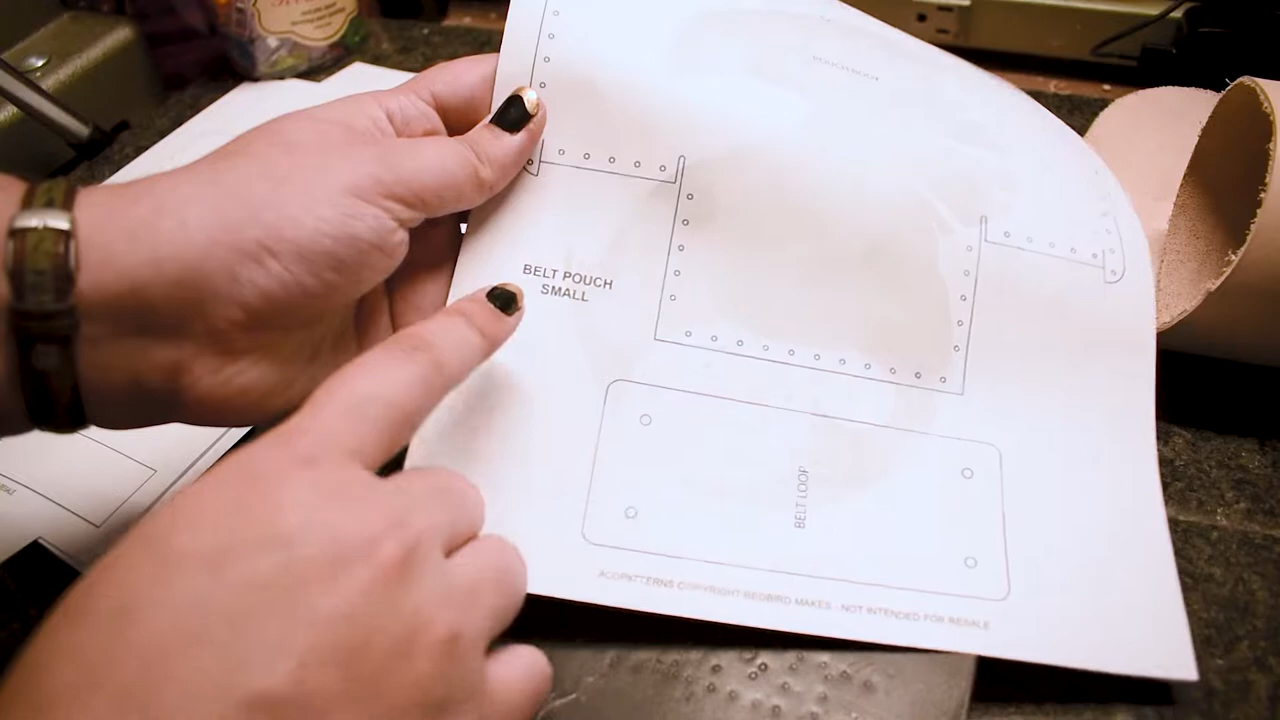 BELT POUCH
SMALL
BELT LOOP
COPYRIGHT REDBIRD MAKES - NOT INTENDED FOR RESALE